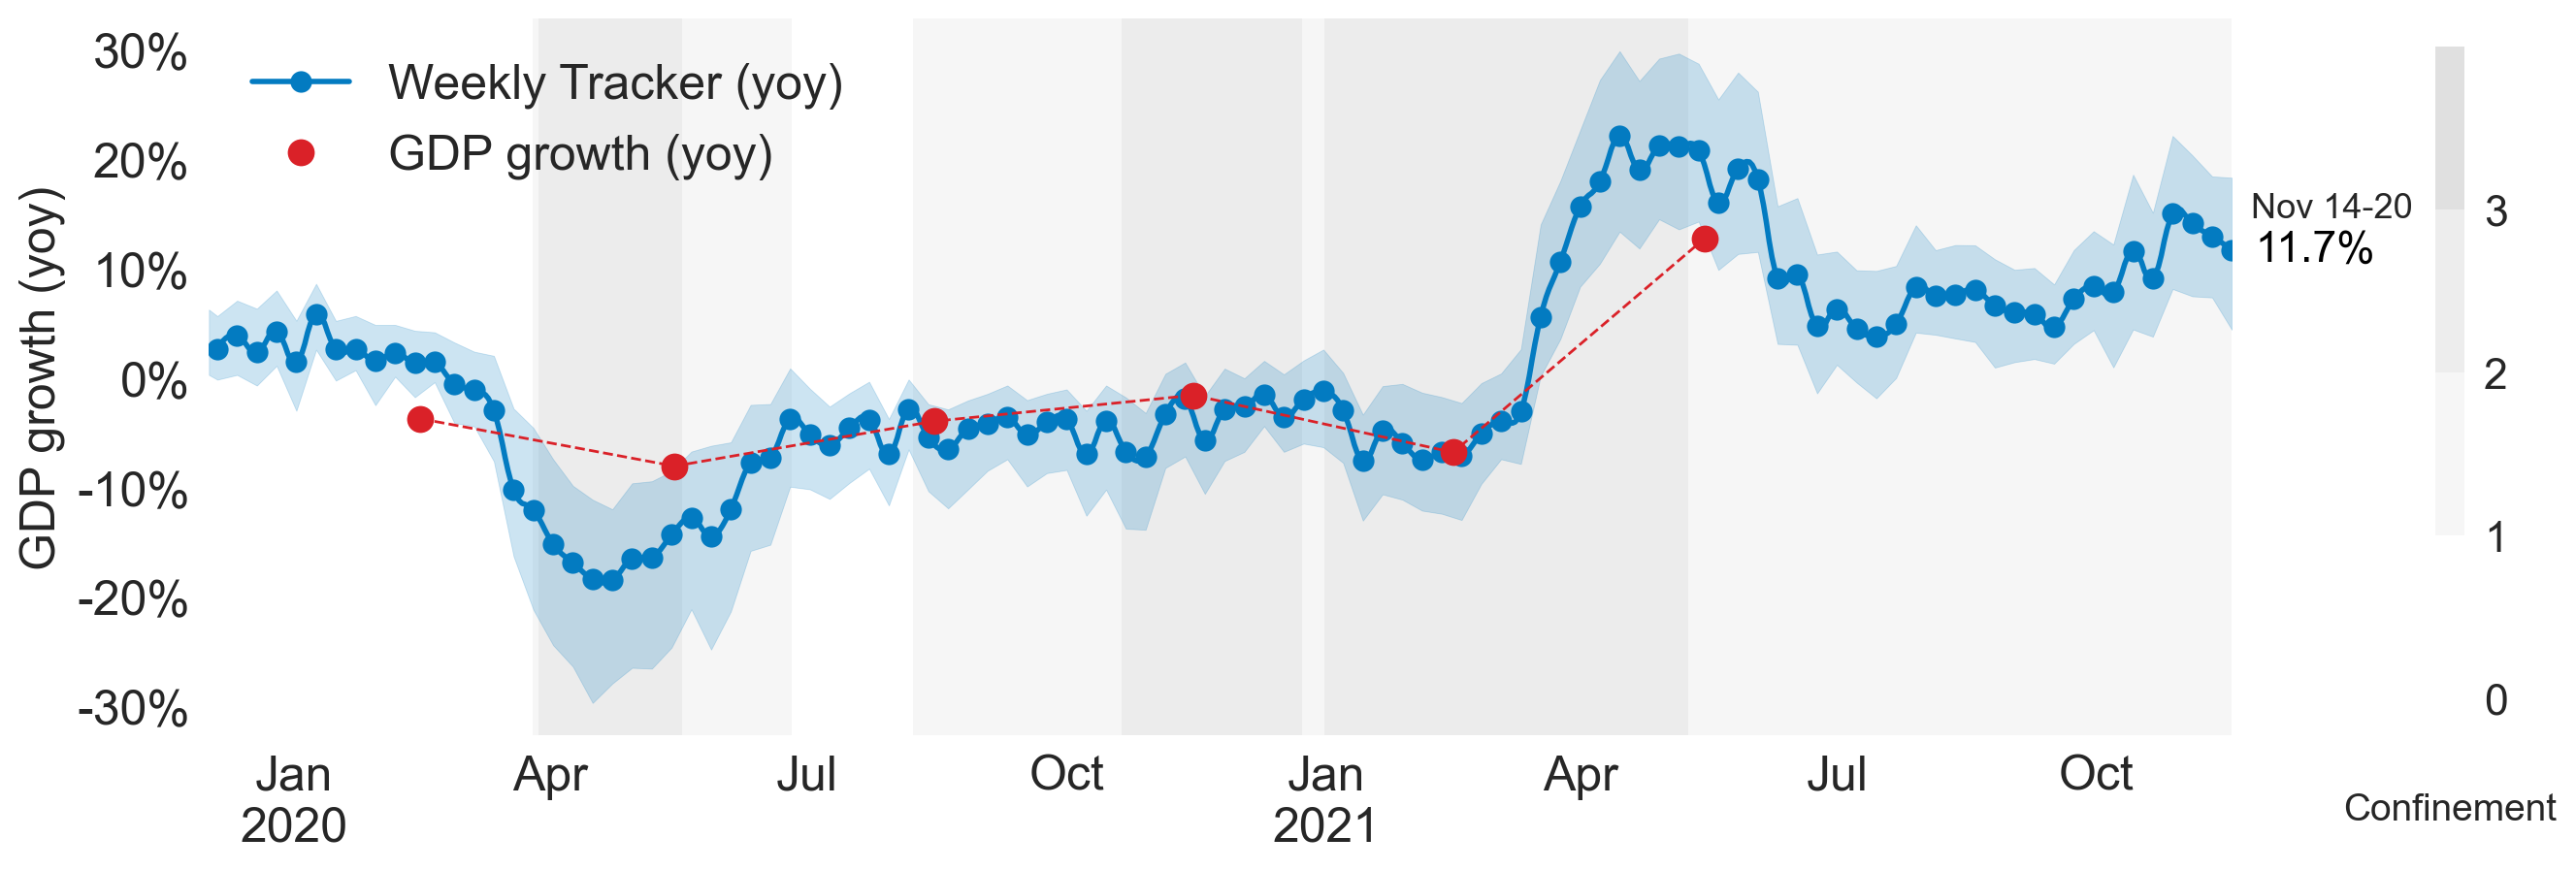 GDP growth (yoy)
30%
20%
10%
0%
-10%
-20%
-30%
Weekly Tracker (yoy)
GDP growth (yoy)
Nov 14-20
11.7%
3
2
1
0
Confinement
Jan Apr Jul Oct Jan Apr Jul Oct
2020 2021